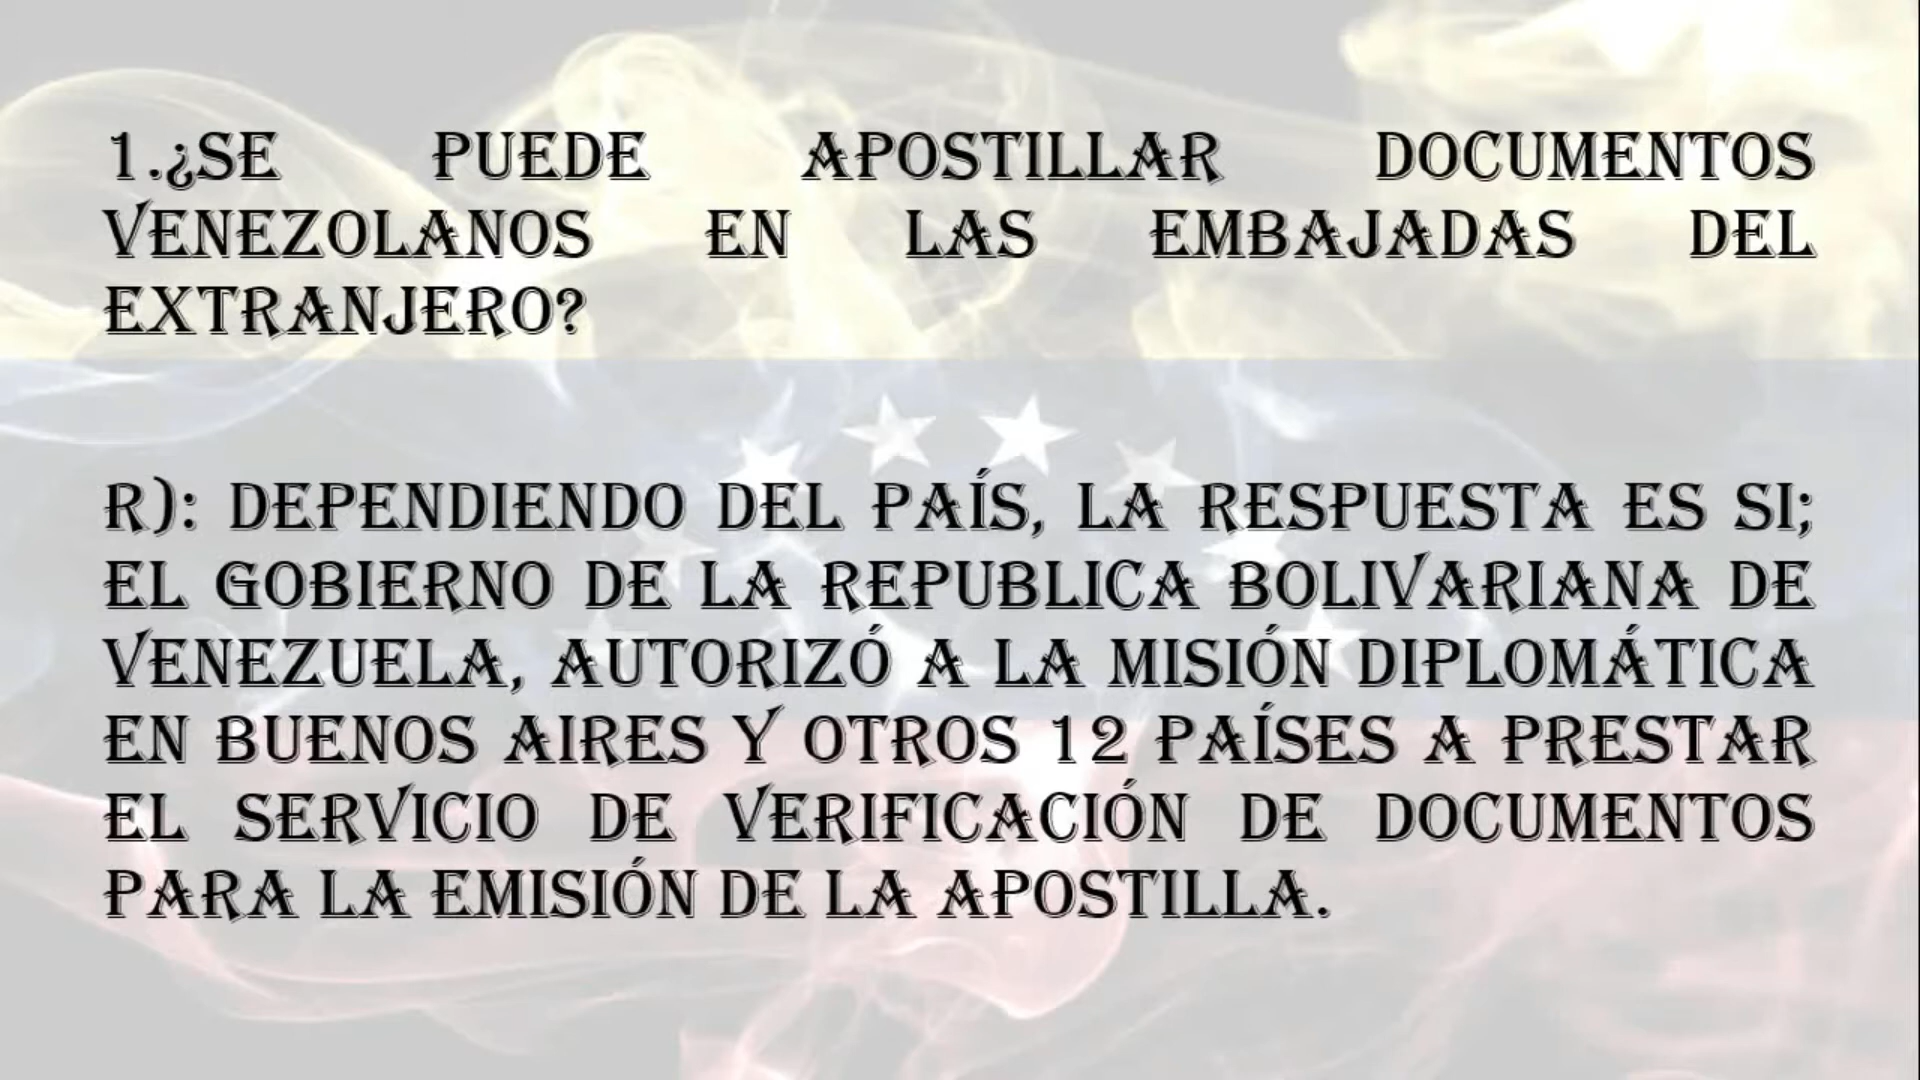 1.¿SE PUEDE APOSTILLAR DOCUMENTOS
VENEZOLANOS EN LAS EMBAJADAS DEL
EXTRANJERO?
R): DEPENDIENDO DEL PAÍS, LA RESPUESTA ES SI;
EL GOBIERNO DE LA REPUBLICA BOLIVARIANA DE
VENEZUELA, AUTORIZÓ A LA MISIÓN DIPLOMÁTICA
EN BUENOS AIRES Y OTROS 12 PAÍSES A PRESTAR
EL SERVICIO DE VERIFICACIÓN DE DOCUMENTOS
PARA LA EMISIÓN DE LA APOSTILLA.